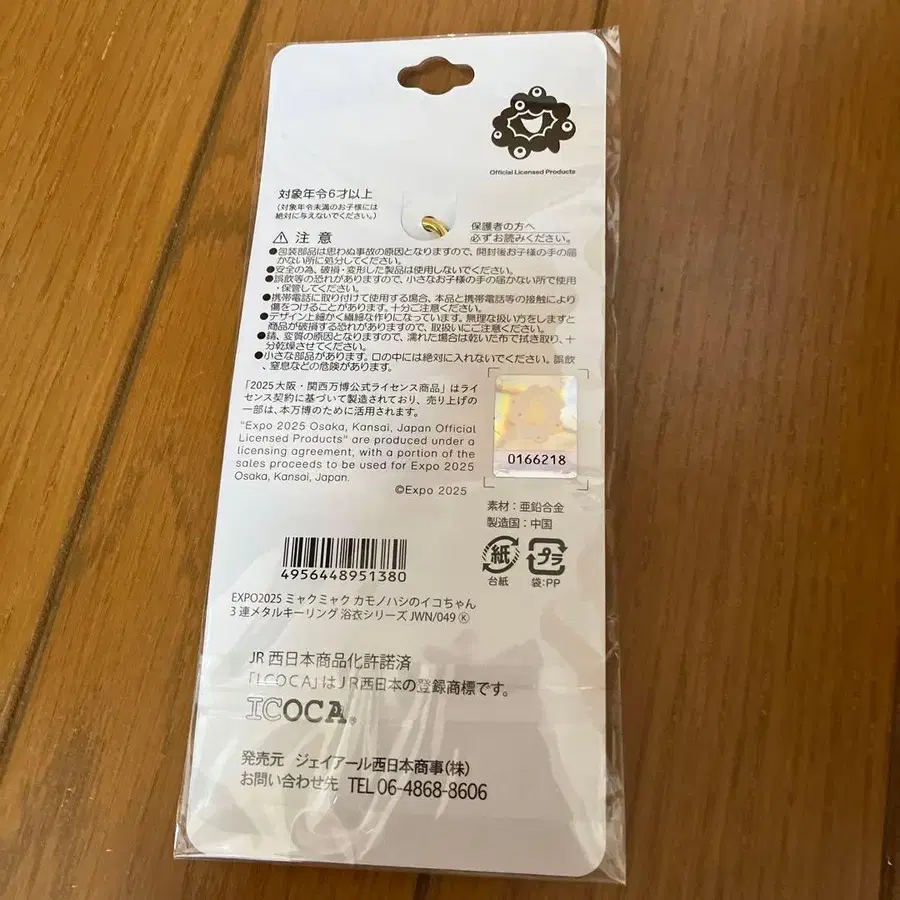 Official Licensed Products
対象年令6才以上
(対象年令未満のお子様には
絶対に与えないでください。)
保護者の方へ
必ずお読みください。
⚠ 注意
●包装部品は思わぬ事故の原因となりますので、開封後お子様の手の届
かない所に処分してください。
●安全の為、破損・変形した製品は使用しないでください。
●誤飲等の恐れがありますので、小さなお子様の手の届かない所で使用
・保管してください。
●携帯電話に取り付けて使用する場合、本品と携帯電話等の接触により
傷をつけることがあります。十分ご注意ください。
●デザイン上細かく繊細な作りになっています。無理な扱い方をしますと
商品が破損する恐れがありますので、取扱いにご注意ください。
●錆、変質の原因となりますので、濡れた場合は乾いた布で拭き取り、十
分乾燥させてください。
●小さな部品があります。口の中には絶対に入れないでください。誤飲
、窒息などの危険があります。
「2025大阪・関西万博公式ライセンス商品」はライ
センス契約に基づいて製造されており、売り上げの
一部は、本万博のために活用されます。
"Expo 2025 Osaka, Kansai, Japan Official
Licensed Products" are produced under a
licensing agreement, with a portion of the
sales proceeds to be used for Expo 2025
Osaka, Kansai, Japan.
©Expo 2025
0166218
素材：亜鉛合金
製造国：中国
紙
プラ
台紙
袋:PP
4956448951380
EXPO2025 ミャクミャク カモノハシのイコちゃん
3連メタルキーリング 浴衣シリーズ JWN/049 Ⓚ
JR西日本商品化許諾済
「ICOCA」はJR西日本の登録商標です。
ICOCA®
発売元 ジェイアール西日本商事(株)
お問い合わせ先 TEL 06-4868-8606